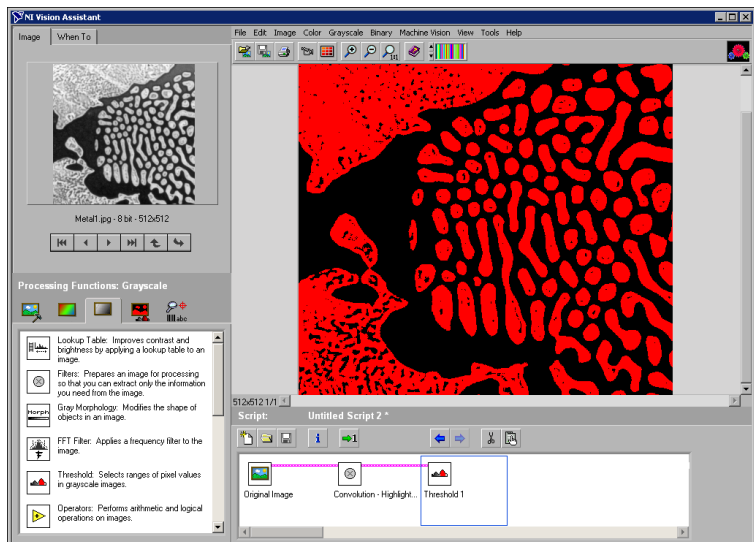 NI Vision Assistant
Image
When To
File Edit Image Color Grayscale Binary Machine Vision View Tools Help
1:1
Metal1.jpg - 8 bit - 512x512
Processing Functions: Grayscale
abc
Lookup Table: Improves contrast and
brightness by applying a lookup table to an
image.
Filters: Prepares an image for processing
so that you can extract only the information
you need from the image.
Morph
Gray Morphology: Modifies the shape of
objects in an image.
FFT Filter: Applies a frequency filter to the
image.
F
Threshold: Selects ranges of pixel values
in grayscale images.
Operators: Performs arithmetic and logical
operations on images.
512x512 1/1
Script: Untitled Script 2 *
i
1
Original Image
Convolution - Highlight...
Threshold 1